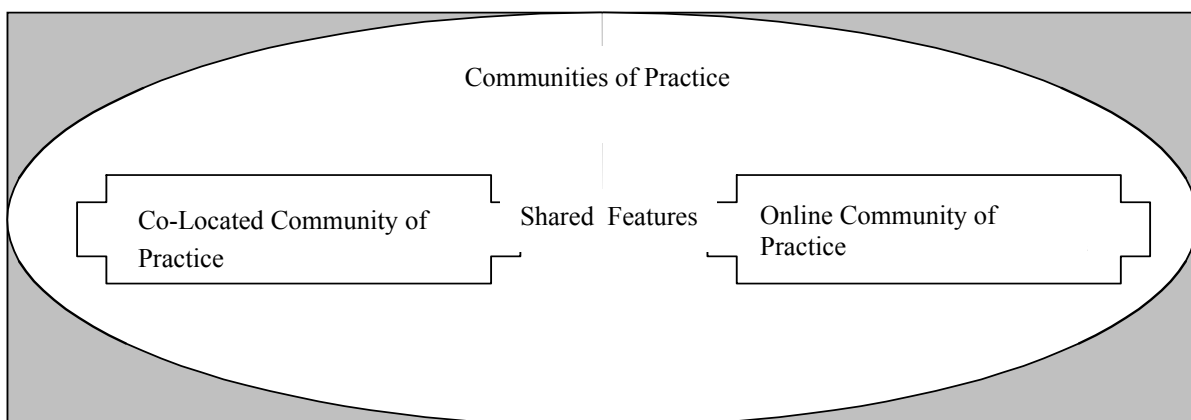 Communities of Practice
Co-Located Community of
Practice
Shared Features
Online Community of
Practice